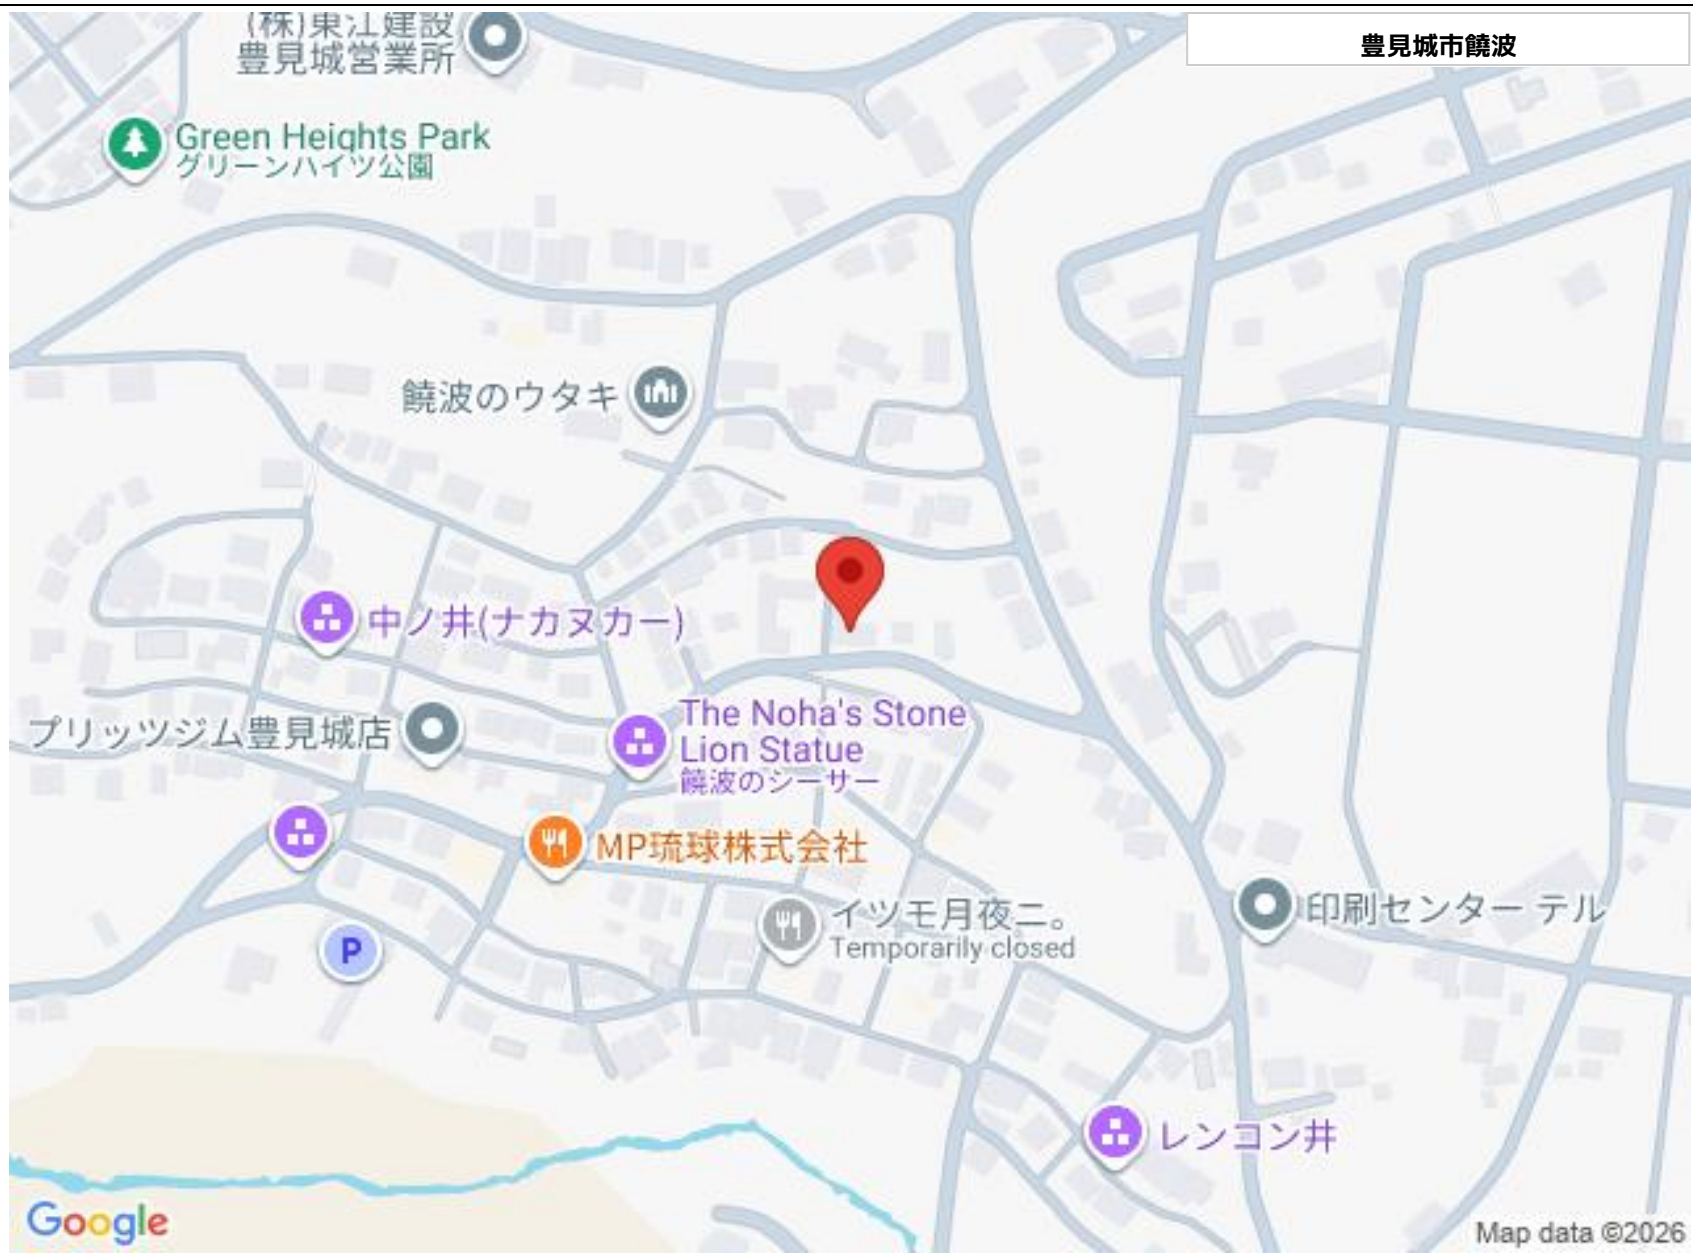 豊見城市饒波
(株)東江建設
豊見城営業所
Green Heights Park
グリーンハイツ公園
饒波のウタキ
中ノ井(ナカヌカー)
プリッツジム豊見城店
The Noha's Stone
Lion Statue
饒波のシーサー
MP琉球株式会社
イツモ月夜ニ。
Temporarily closed
印刷センター テル
P
レンコン井
Google
Map data ©2026